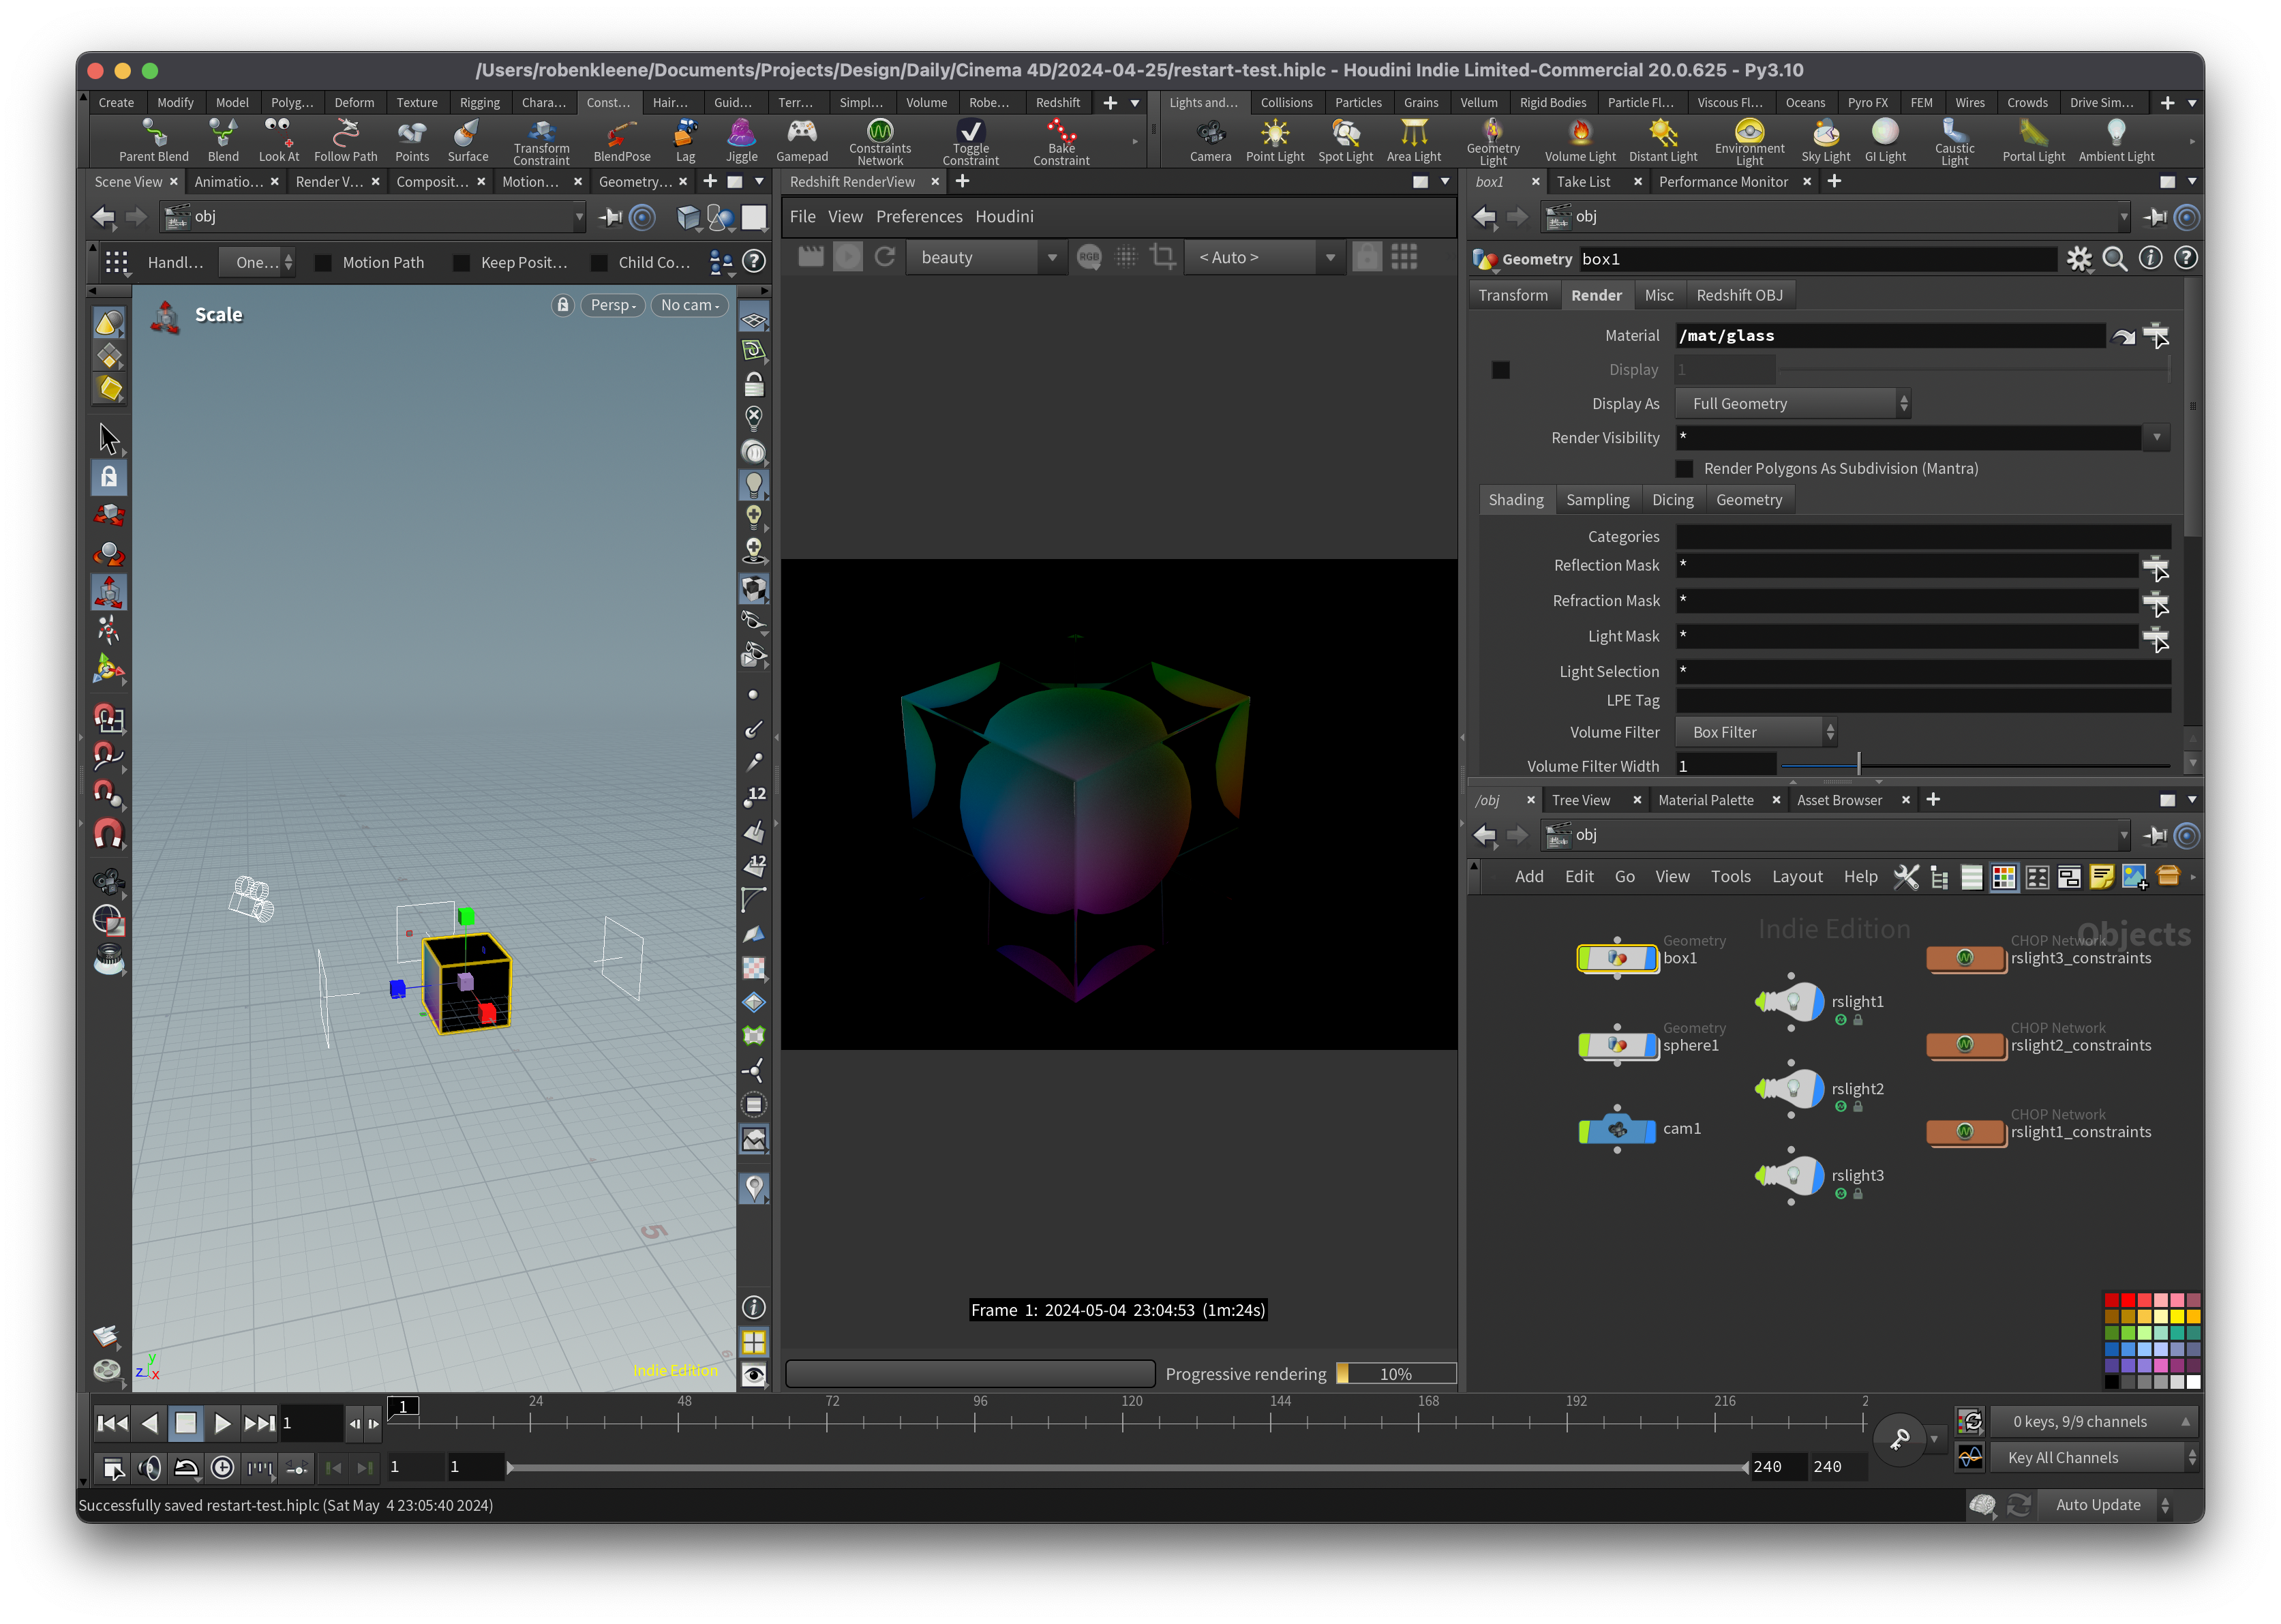 /Users/robenkleene/Documents/Projects/Design/Daily/Cinema 4D/2024-04-25/restart-test.hiplc - Houdini Indie Limited-Commercial 20.0.625 - Py3.10
Create Modify Model Polyg... Deform Texture Rigging Chara... Const... Hair... Guid... Terr... Simpl... Volume Robe... Redshift
Lights and... Collisions Particles Grains Vellum Rigid Bodies Particle Fl... Viscous Fl... Oceans Pyro FX FEM Wires Crowds Drive Sim...
Parent Blend Blend Look At Follow Path Points Surface Transform Constraint BlendPose Lag Jiggle Gamepad Constraints Network Toggle Constraint Bake Constraint
Camera Point Light Spot Light Area Light Geometry Light Volume Light Distant Light Environment Light Sky Light GI Light Caustic Light Portal Light Ambient Light
Scene View Animatio... Render V... Composit... Motion... Geometry...
obj
Handl... One... Motion Path Keep Posit... Child Co...
Scale
Persp No cam
12
12
5
6
Indie Edition
z y x
Redshift RenderView
File View Preferences Houdini
beauty RGB < Auto >
Frame 1: 2024-05-04 23:04:53 (1m:24s)
Progressive rendering 10%
box1 Take List Performance Monitor
obj
Geometry box1
Transform Render Misc Redshift OBJ
Material /mat/glass
Display 1
Display As Full Geometry
Render Visibility *
Render Polygons As Subdivision (Mantra)
Shading Sampling Dicing Geometry
Categories
Reflection Mask *
Refraction Mask *
Light Mask *
Light Selection *
LPE Tag
Volume Filter Box Filter
Volume Filter Width 1
/obj Tree View Material Palette Asset Browser
obj
Add Edit Go View Tools Layout Help
Indie Edition
Objects
Geometry
box1
CHOP Network
rslight3_constraints
rslight1
Geometry
sphere1
CHOP Network
rslight2_constraints
rslight2
cam1
CHOP Network
rslight1_constraints
rslight3
1 1 24 48 72 96 120 144 168 192 216 2
0 keys, 9/9 channels
1 1 240 240
Key All Channels
Successfully saved restart-test.hiplc (Sat May 4 23:05:40 2024)
Auto Update